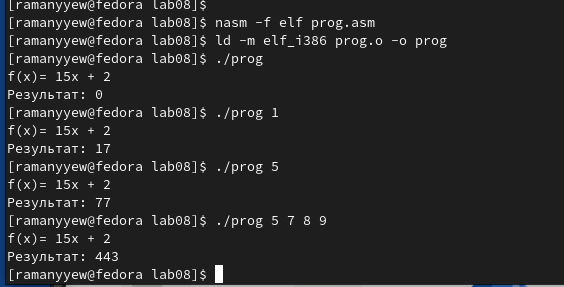 [ramanyyew@fedora lab08]$
[ramanyyew@fedora lab08]$ nasm -f elf prog.asm
[ramanyyew@fedora lab08]$ ld -m elf_i386 prog.o -o prog
[ramanyyew@fedora lab08]$ ./prog
f(x)= 15x + 2
Результат: 0
[ramanyyew@fedora lab08]$ ./prog 1
f(x)= 15x + 2
Результат: 17
[ramanyyew@fedora lab08]$ ./prog 5
f(x)= 15x + 2
Результат: 77
[ramanyyew@fedora lab08]$ ./prog 5 7 8 9
f(x)= 15x + 2
Результат: 443
[ramanyyew@fedora lab08]$